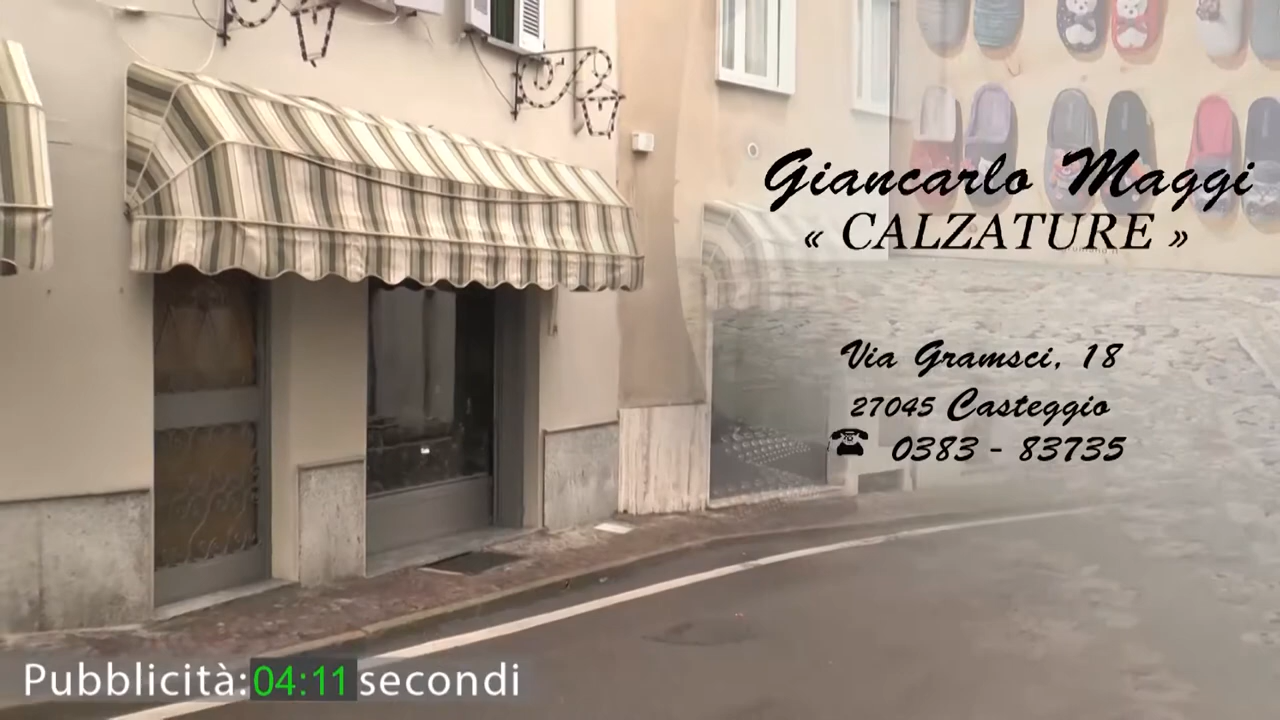 Giancarlo Maggi
« CALZATURE »
Via Gramsci, 18
27045 Casteggio
☎ 0383 - 83735
Pubblicità: 04:11 secondi